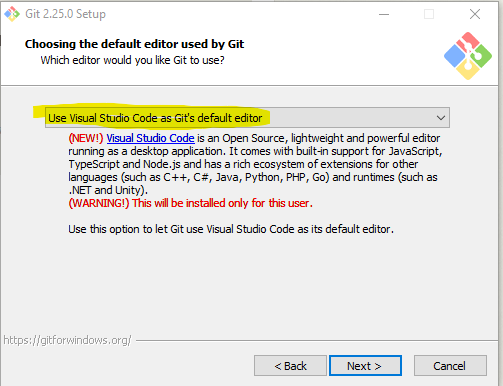 Git 2.25.0 Setup
Choosing the default editor used by Git
Which editor would you like Git to use?
Use Visual Studio Code as Git's default editor
(NEW!) Visual Studio Code is an Open Source, lightweight and powerful editor
running as a desktop application. It comes with built-in support for JavaScript,
TypeScript and Node.js and has a rich ecosystem of extensions for other
languages (such as C++, C#, Java, Python, PHP, Go) and runtimes (such as
.NET and Unity).
(WARNING!) This will be installed only for this user.
Use this option to let Git use Visual Studio Code as its default editor.
https://gitforwindows.org/
< Back
Next >
Cancel